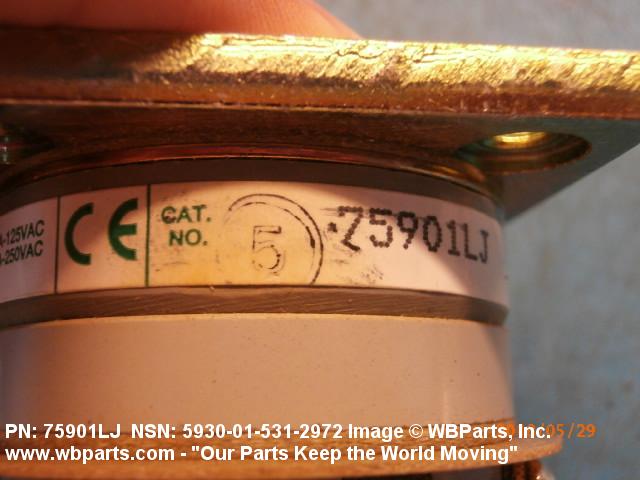 -125VAC
-250VAC
CE
CAT.
NO.
5
75901LJ
/05/29
PN: 75901LJ NSN: 5930-01-531-2972 Image © WBParts, Inc.
www.wbparts.com - "Our Parts Keep the World Moving"